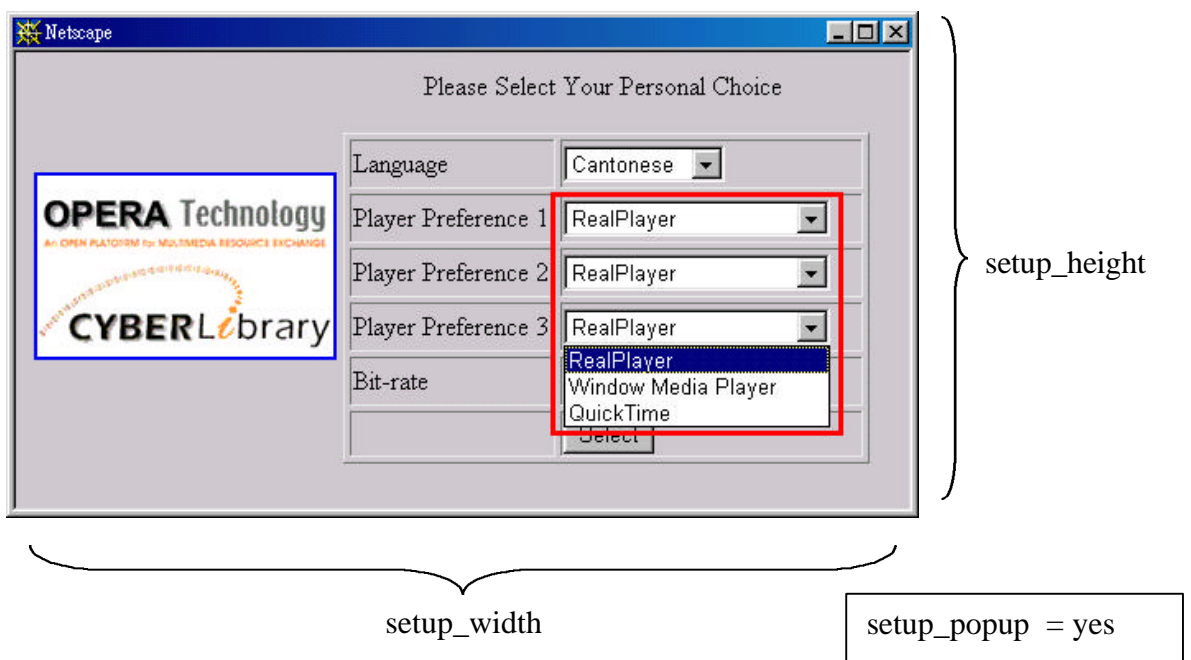 Netscape
Please Select Your Personal Choice
Language
Cantonese
OPERA Technology
An OPEN PLATOFRM for MULTIMEDIA RESOURCE EXCHANGE
CYBERLibrary
Player Preference 1
RealPlayer
Player Preference 2
RealPlayer
Player Preference 3
RealPlayer
RealPlayer
Window Media Player
QuickTime
Bit-rate
Select
setup_height
setup_width
setup_popup = yes